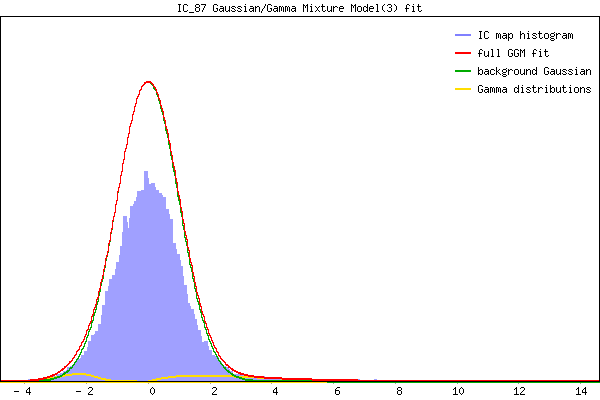 IC_87 Gaussian/Gamma Mixture Model(3) fit
IC map histogram
full GGM fit
background Gaussian
Gamma distributions
-4 -2 0 2 4 6 8 10 12 14